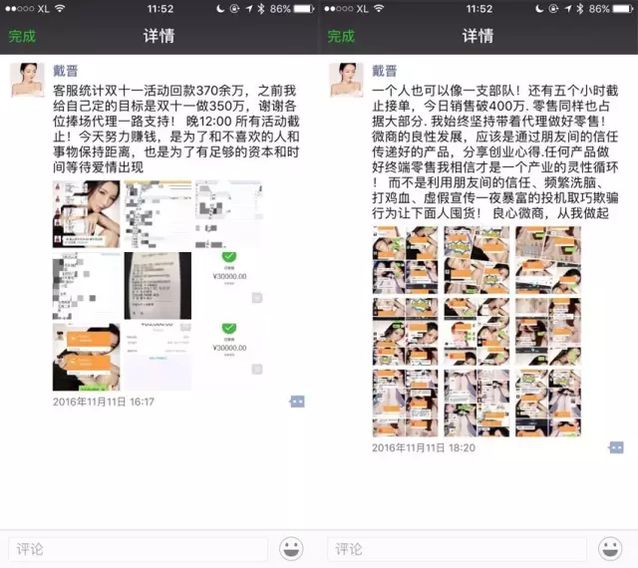 ●●○○○ XL 11:52 86%
完成 详情
戴晋
客服统计双十一活动回款370余万，之前我
给自己定的目标是双十一做350万，谢谢各
位捧场代理一路支持！ 晚12:00 所有活动截
止！今天努力赚钱，是为了和不喜欢的人和
事物保持距离，也是为了有足够的资本和时
间等待爱情出现
¥30000.00
¥30000.00
2016年11月11日 16:17
评论
●●○○○ XL 11:52 86%
完成 详情
戴晋
一个人也可以像一支部队！还有五个小时截
止接单，今日销售破400万. 零售同样也占
据大部分. 我始终坚持带着代理做好零售！
微商的良性发展，应该是通过朋友间的信任
传递好的产品，分享创业心得.任何产品做
好终端零售我相信才是一个产业的灵性循环
！ 而不是利用朋友间的信任、频繁洗脑、
打鸡血、虚假宣传一夜暴富的投机取巧欺骗
行为让下面人囤货！ 良心微商，从我做起
2016年11月11日 18:20
评论